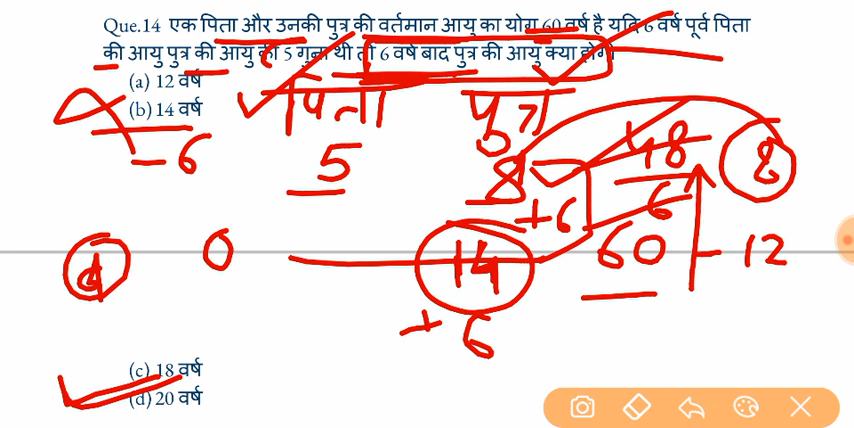 Que.14 एक पिता और उनकी पुत्र की वर्तमान आयु का योग 60 वर्ष है यदि 6 वर्ष पूर्व पिता
की आयु पुत्र की आयु की 5 गुना थी तो 6 वर्ष बाद पुत्र की आयु क्या होगी
(a) 12 वर्ष
(b) 14 वर्ष
पिता पुत्र
- 6 5 8 48 8
+6 6
0 14 60 - 12
+ 6
(c) 18 वर्ष
(d) 20 वर्ष